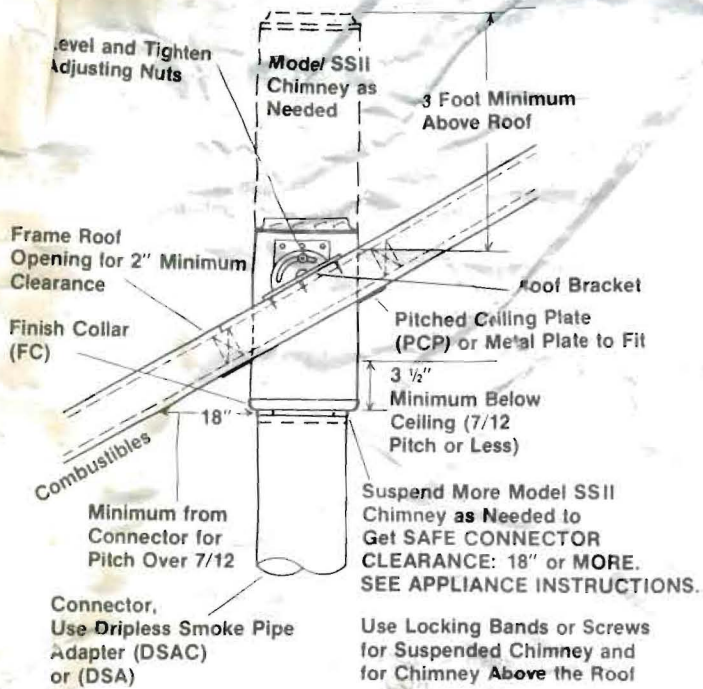 Level and Tighten
Adjusting Nuts
Model SSII
Chimney as
Needed
3 Foot Minimum
Above Roof
Frame Roof
Opening for 2" Minimum
Clearance
Roof Bracket
Finish Collar
(FC)
Pitched Ceiling Plate
(PCP) or Metal Plate to Fit
3 ½"
Minimum Below
Ceiling (7/12
Pitch or Less)
18"
Combustibles
Minimum from
Connector for
Pitch Over 7/12
Suspend More Model SSII
Chimney as Needed to
Get SAFE CONNECTOR
CLEARANCE: 18" or MORE.
SEE APPLIANCE INSTRUCTIONS.
Connector,
Use Dripless Smoke Pipe
Adapter (DSAC)
or (DSA)
Use Locking Bands or Screws
for Suspended Chimney and
for Chimney Above the Roof